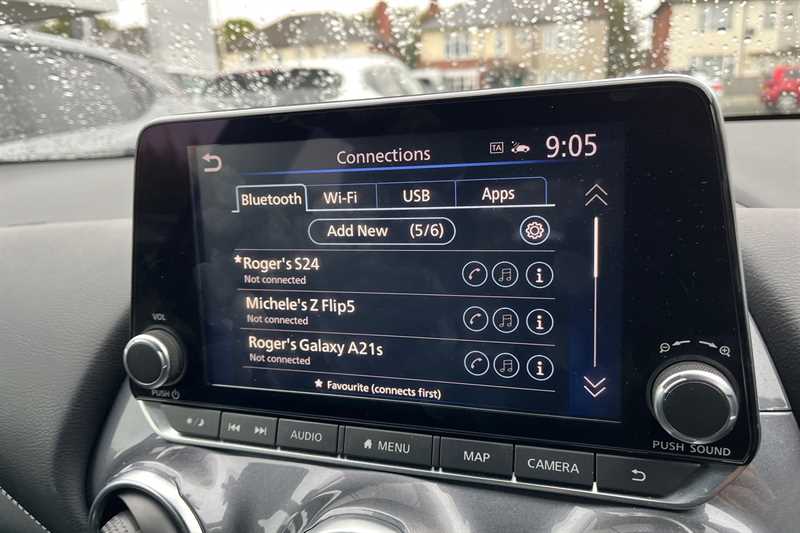 Connections TA 9:05
Bluetooth Wi-Fi USB Apps
Add New (5/6)
★Roger's S24
Not connected
Michele's Z Flip5
Not connected
Roger's Galaxy A21s
Not connected
★ Favourite (connects first)
VOL
PUSH
AUDIO MENU MAP CAMERA
PUSH SOUND